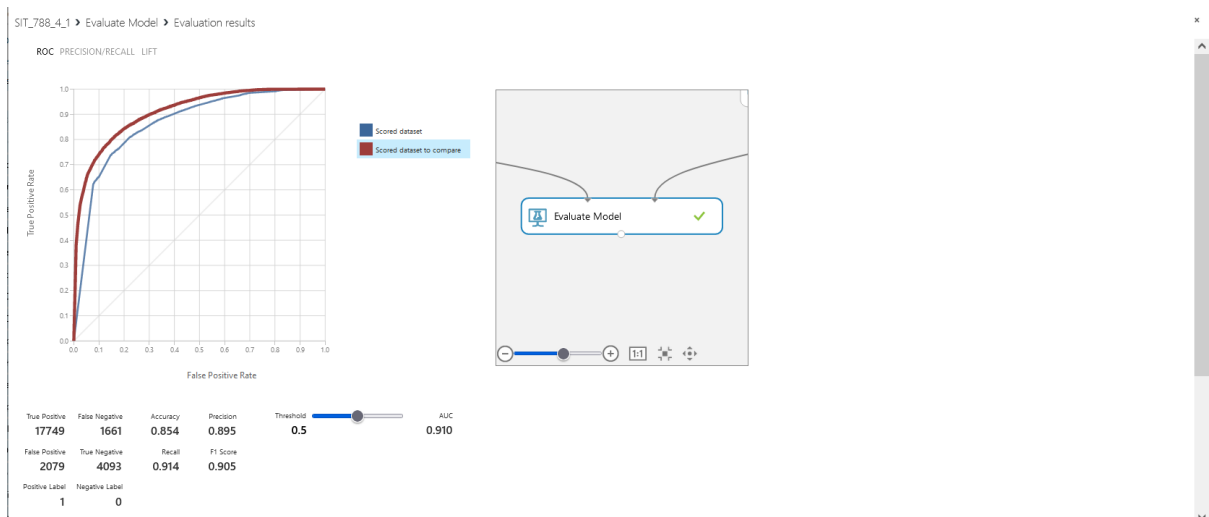 SIT_788_4_1 > Evaluate Model > Evaluation results
ROC PRECISION/RECALL LIFT
1.0
0.9
0.8
0.7
0.6
0.5
0.4
0.3
0.2
0.1
0.0
True Positive Rate
0.0 0.1 0.2 0.3 0.4 0.5 0.6 0.7 0.8 0.9 1.0
False Positive Rate
Scored dataset
Scored dataset to compare
Evaluate Model
1:1
True Positive False Negative Accuracy Precision Threshold AUC
17749 1661 0.854 0.895 0.5 0.910
False Positive True Negative Recall F1 Score
2079 4093 0.914 0.905
Positive Label Negative Label
1 0